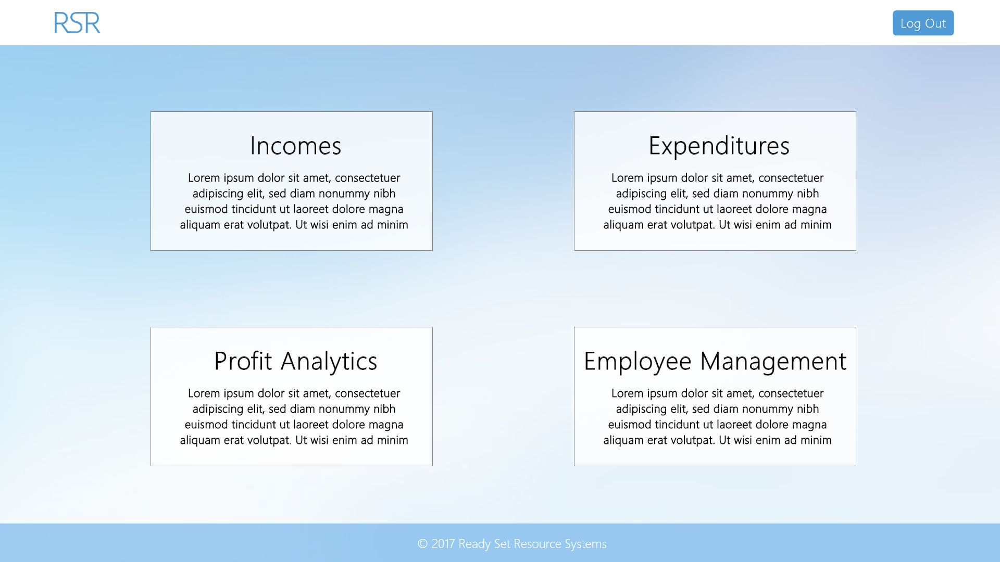 RSR
Log Out
Incomes
Lorem ipsum dolor sit amet, consectetuer
adipiscing elit, sed diam nonummy nibh
euismod tincidunt ut laoreet dolore magna
aliquam erat volutpat. Ut wisi enim ad minim
Expenditures
Lorem ipsum dolor sit amet, consectetuer
adipiscing elit, sed diam nonummy nibh
euismod tincidunt ut laoreet dolore magna
aliquam erat volutpat. Ut wisi enim ad minim
Profit Analytics
Lorem ipsum dolor sit amet, consectetuer
adipiscing elit, sed diam nonummy nibh
euismod tincidunt ut laoreet dolore magna
aliquam erat volutpat. Ut wisi enim ad minim
Employee Management
Lorem ipsum dolor sit amet, consectetuer
adipiscing elit, sed diam nonummy nibh
euismod tincidunt ut laoreet dolore magna
aliquam erat volutpat. Ut wisi enim ad minim
© 2017 Ready Set Resource Systems